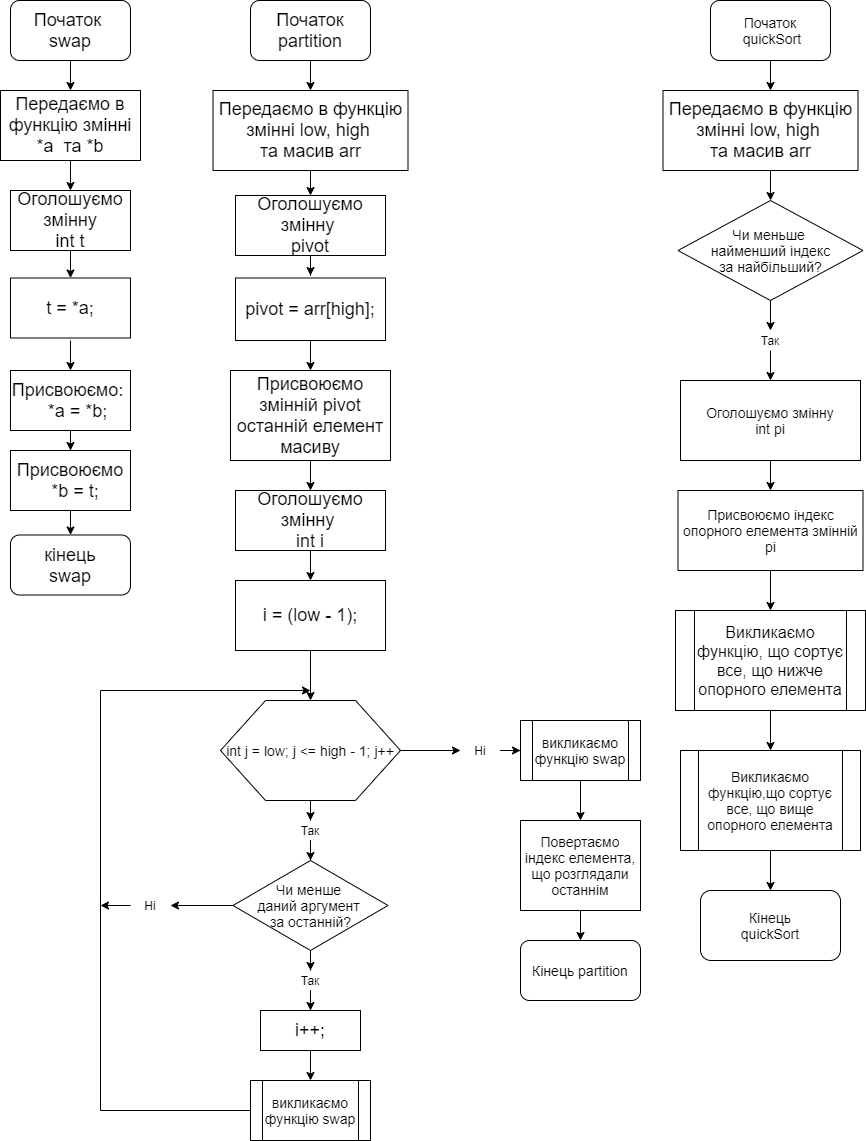 Початок
swap
Передаємо в
функцію змінні
*а та *b
Оголошуємо
змінну
int t
t = *a;
Присвоюємо:
*a = *b;
Присвоюємо
*b = t;
кінець
swap
Початок
partition
Передаємо в функцію
змінні low, high
та масив arr
Оголошуємо
змінну
pivot
pivot = arr[high];
Присвоюємо
змінній pivot
останній елемент
масиву
Оголошуємо
змінну
int i
i = (low - 1);
int j = low; j <= high - 1; j++
Ні
викликаємо
функцію swap
Повертаємо
індекс елемента,
що розглядали
останнім
Кінець partition
Так
Чи менше
даний аргумент
за останній?
Ні
Так
i++;
викликаємо
функцію swap
Початок
quickSort
Передаємо в функцію
змінні low, high
та масив arr
Чи меньше
найменший індекс
за найбільший?
Так
Оголошуємо змінну
int pi
Присвоюємо індекс
опорного елемента змінній
pi
Викликаємо
функцію, що сортує
все, що нижче
опорного елемента
Викликаємо
функцію,що сортує
все, що вище
опорного елемента
Кінець
quickSort